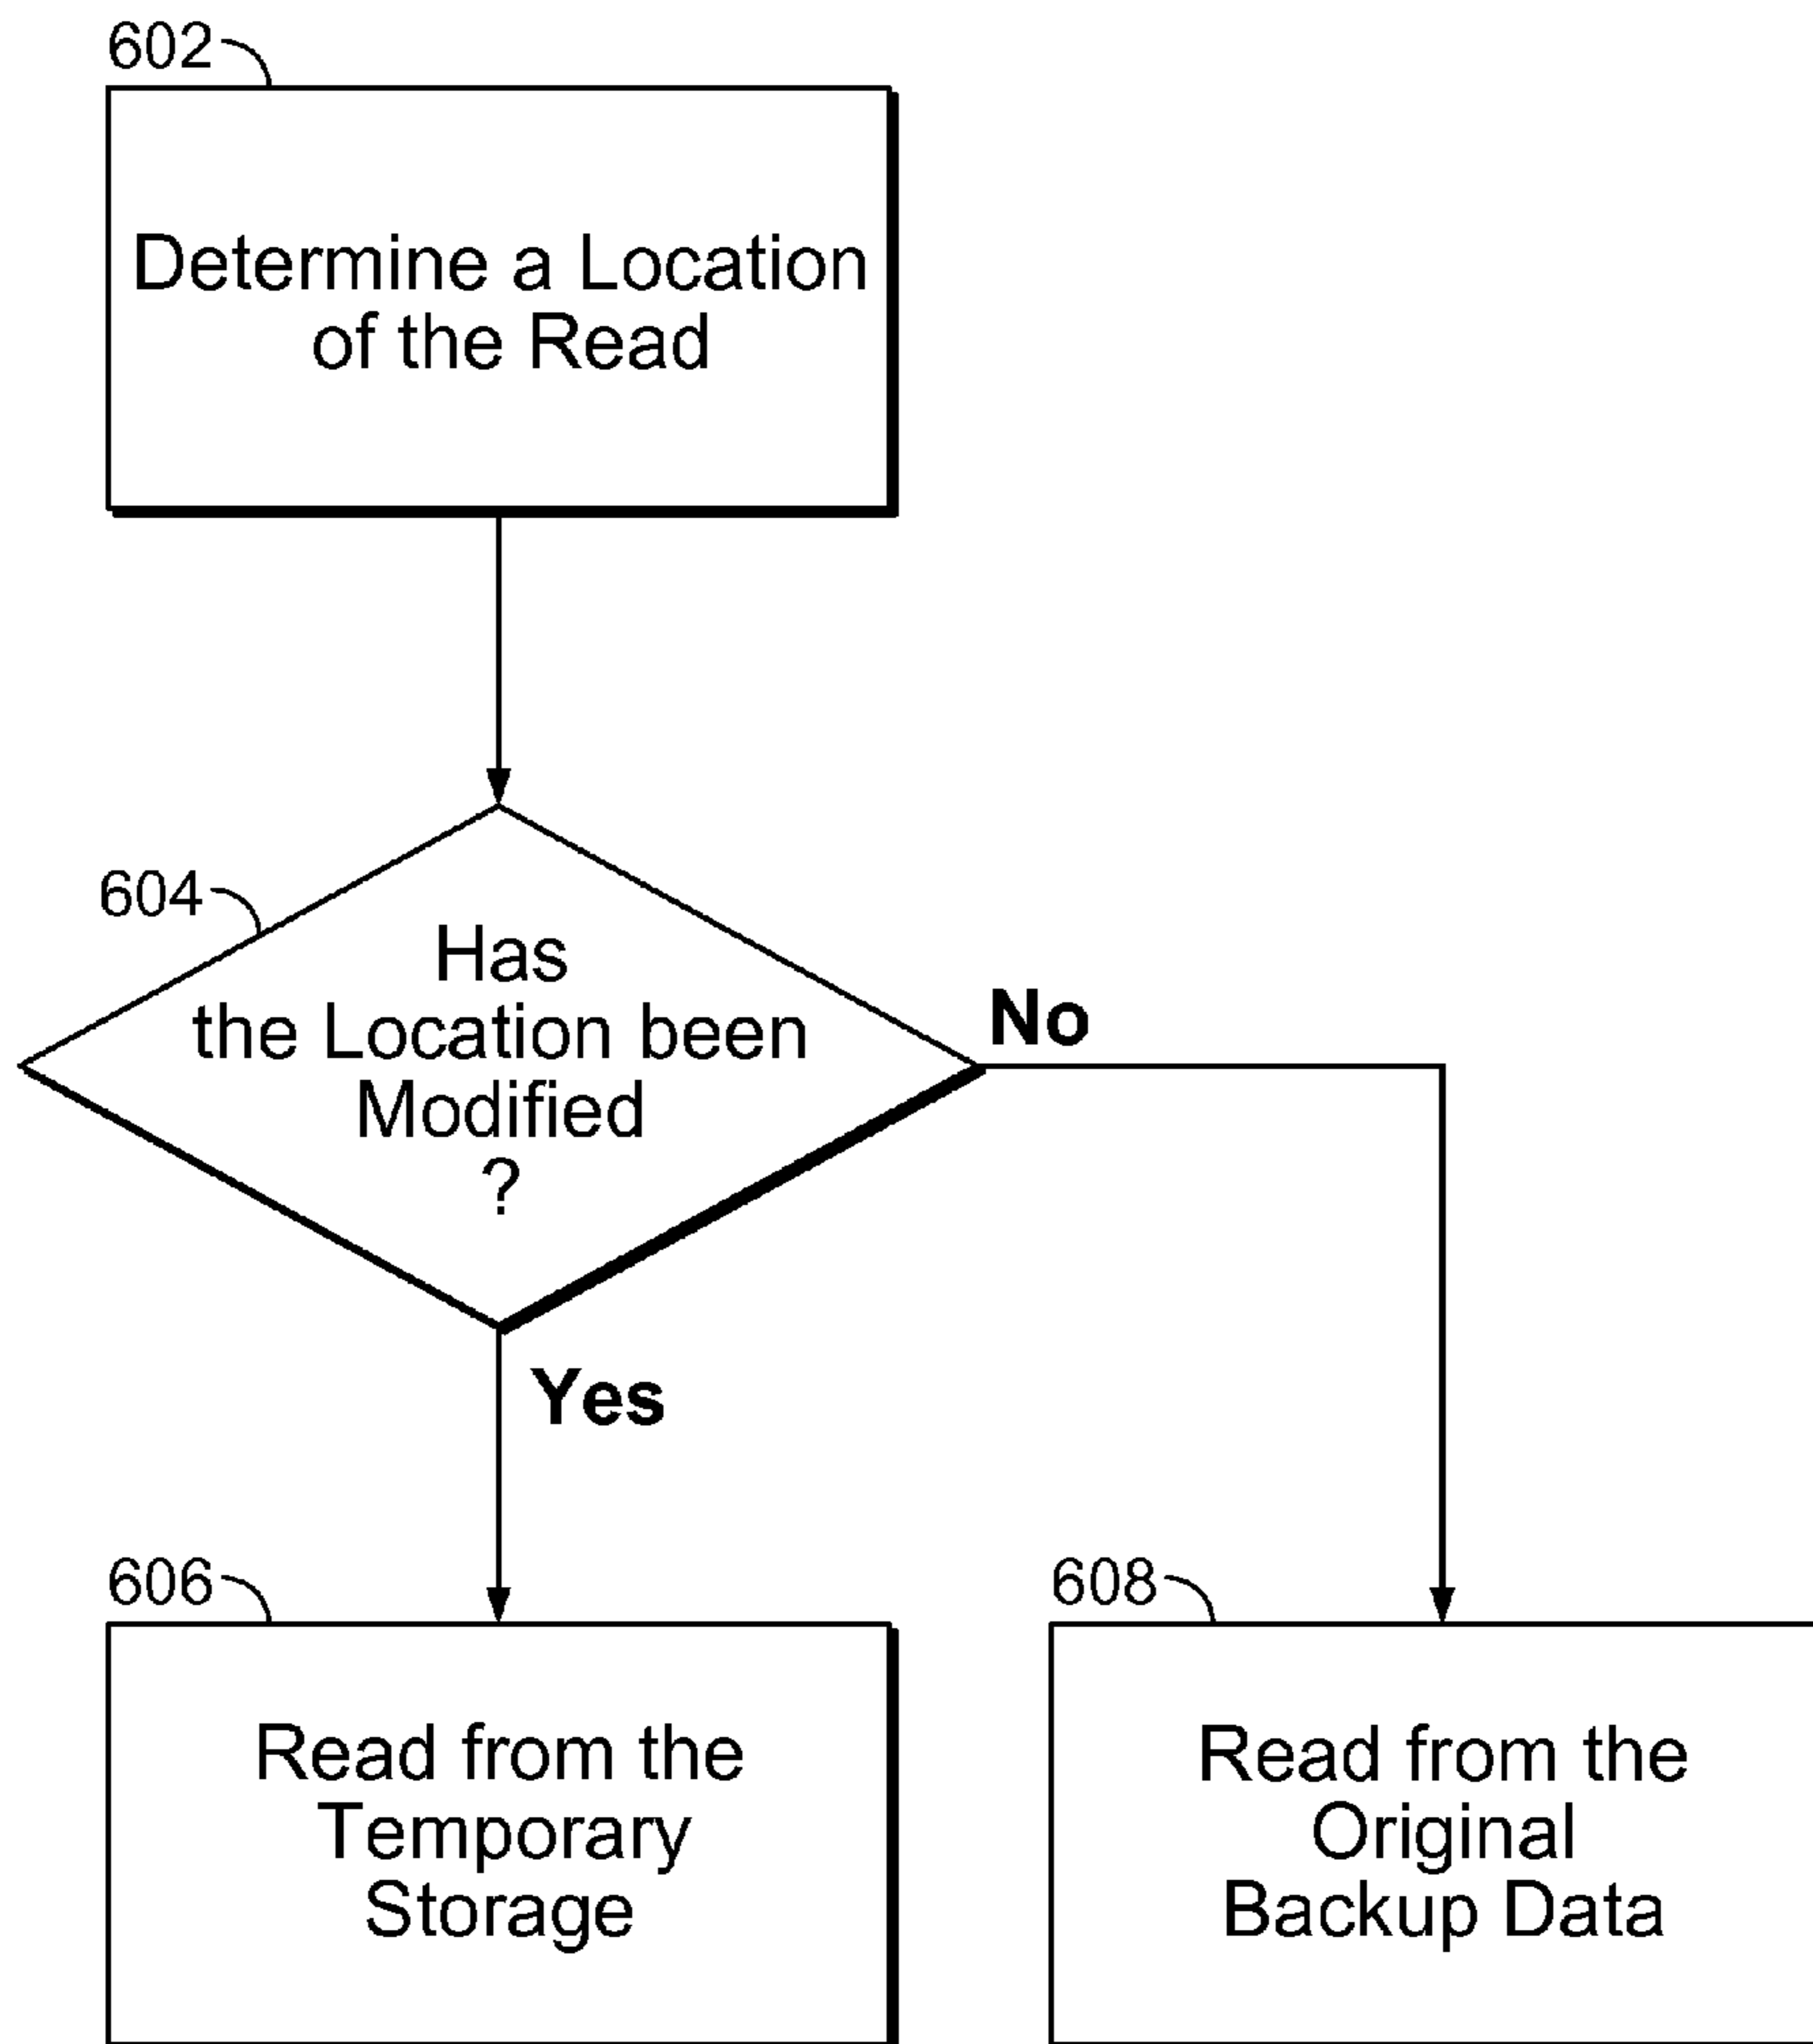 602
Determine a Location
of the Read
604
Has
the Location been
Modified
?
No
Yes
606
Read from the
Temporary
Storage
608
Read from the
Original
Backup Data